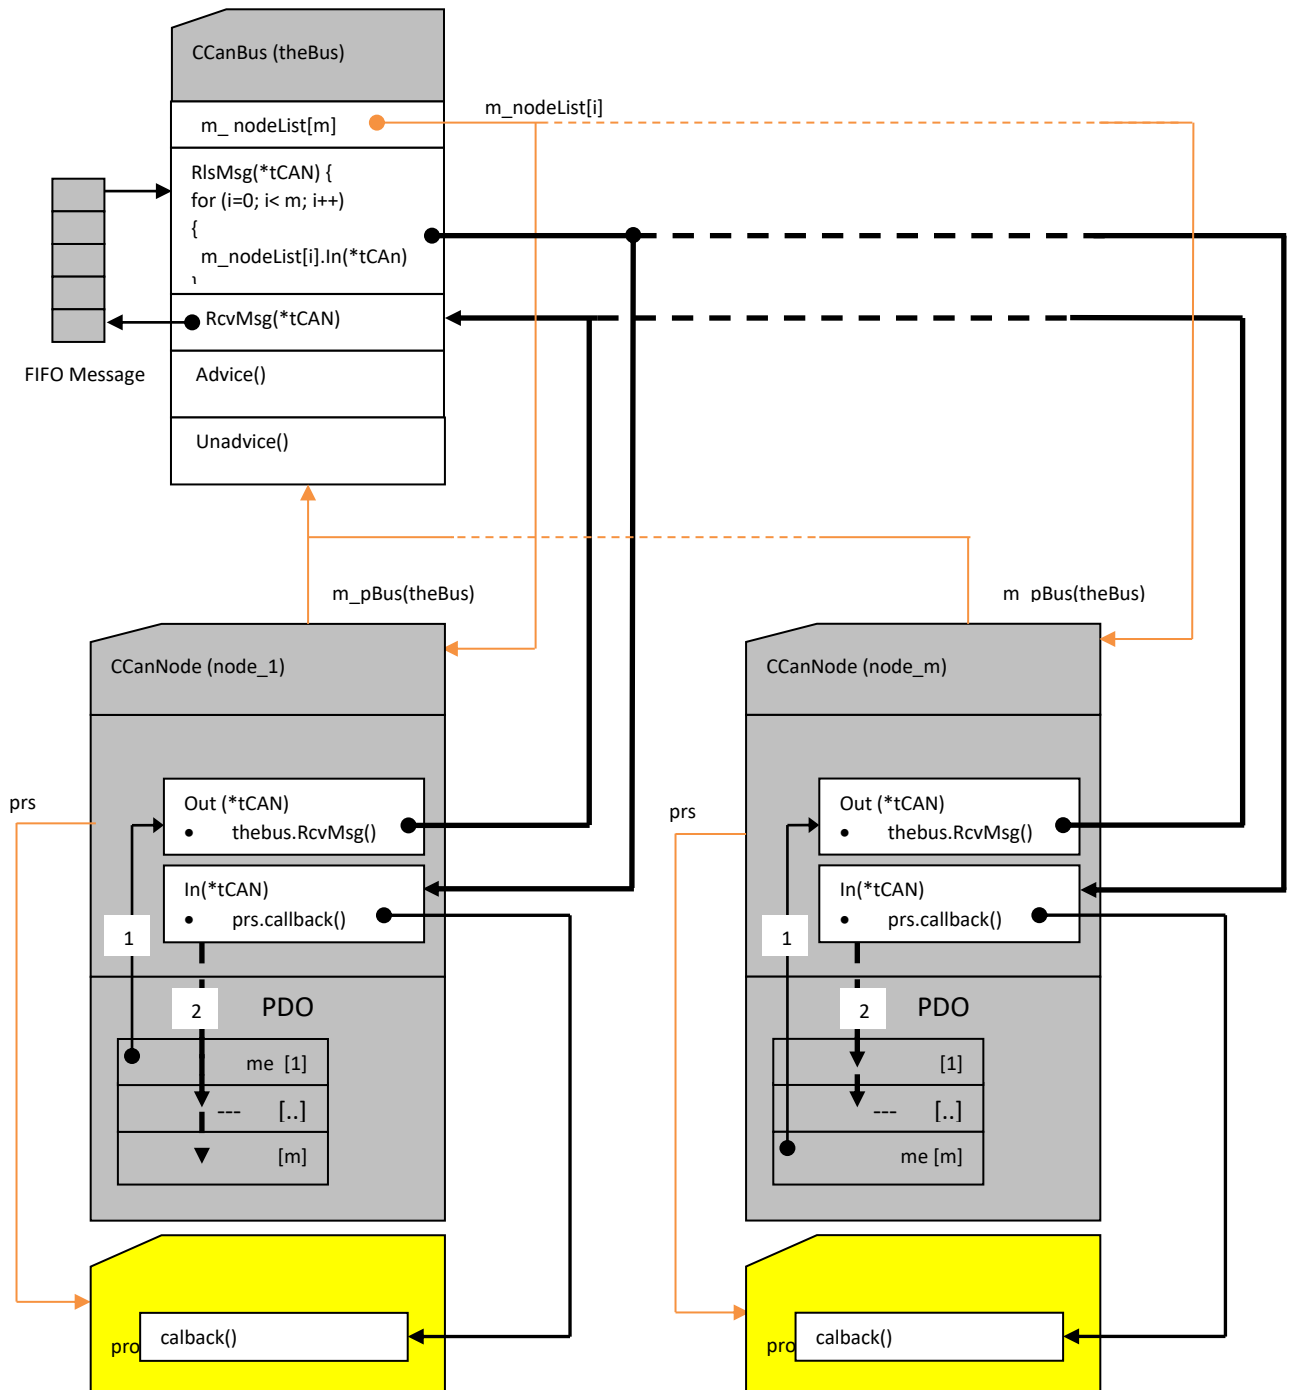 CCanBus (theBus)
m_ nodeList[m]
m_nodeList[i]
RlsMsg(*tCAN) {
for (i=0; i< m; i++)
{
m_nodeList[i].In(*tCAn)
RcvMsg(*tCAN)
FIFO Message
Advice()
Unadvice()
m_pBus(theBus)
m_pBus(theBus)
CCanNode (node_1)
CCanNode (node_m)
prs
Out (*tCAN)
• thebus.RcvMsg()
In(*tCAN)
• prs.callback()
1
2
PDO
me [1]
--- [..]
[m]
prs
Out (*tCAN)
• thebus.RcvMsg()
In(*tCAN)
• prs.callback()
1
2
PDO
[1]
--- [..]
me [m]
pro
calback()
pro
calback()